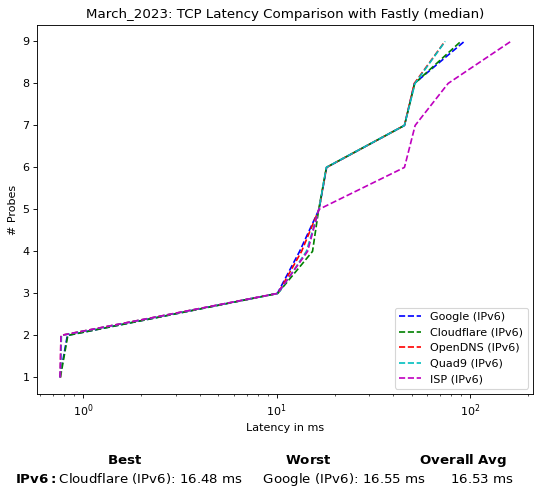 March_2023: TCP Latency Comparison with Fastly (median)
9
8
7
6
5
4
3
2
1
# Probes
Google (IPv6)
Cloudflare (IPv6)
OpenDNS (IPv6)
Quad9 (IPv6)
ISP (IPv6)
10^0 10^1 10^2
Latency in ms
Best Worst Overall Avg
IPv6: Cloudflare (IPv6): 16.48 ms Google (IPv6): 16.55 ms 16.53 ms